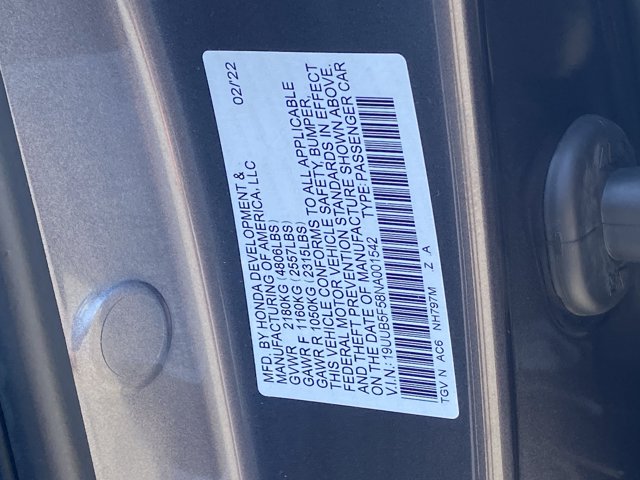 MFD. BY HONDA DEVELOPMENT & 02/22
MANUFACTURING OF AMERICA, LLC
GVWR 2180KG (4806LBS)
GAWR F 1160KG (2557LBS)
GAWR R 1050KG (2315LBS)
THIS VEHICLE CONFORMS TO ALL APPLICABLE
FEDERAL MOTOR VEHICLE SAFETY, BUMPER,
AND THEFT PREVENTION STANDARDS IN EFFECT
ON THE DATE OF MANUFACTURE SHOWN ABOVE.
V.I.N.: 19UUB5F58NA001542 TYPE: PASSENGER CAR
TGV N AC6 NH797M Z A